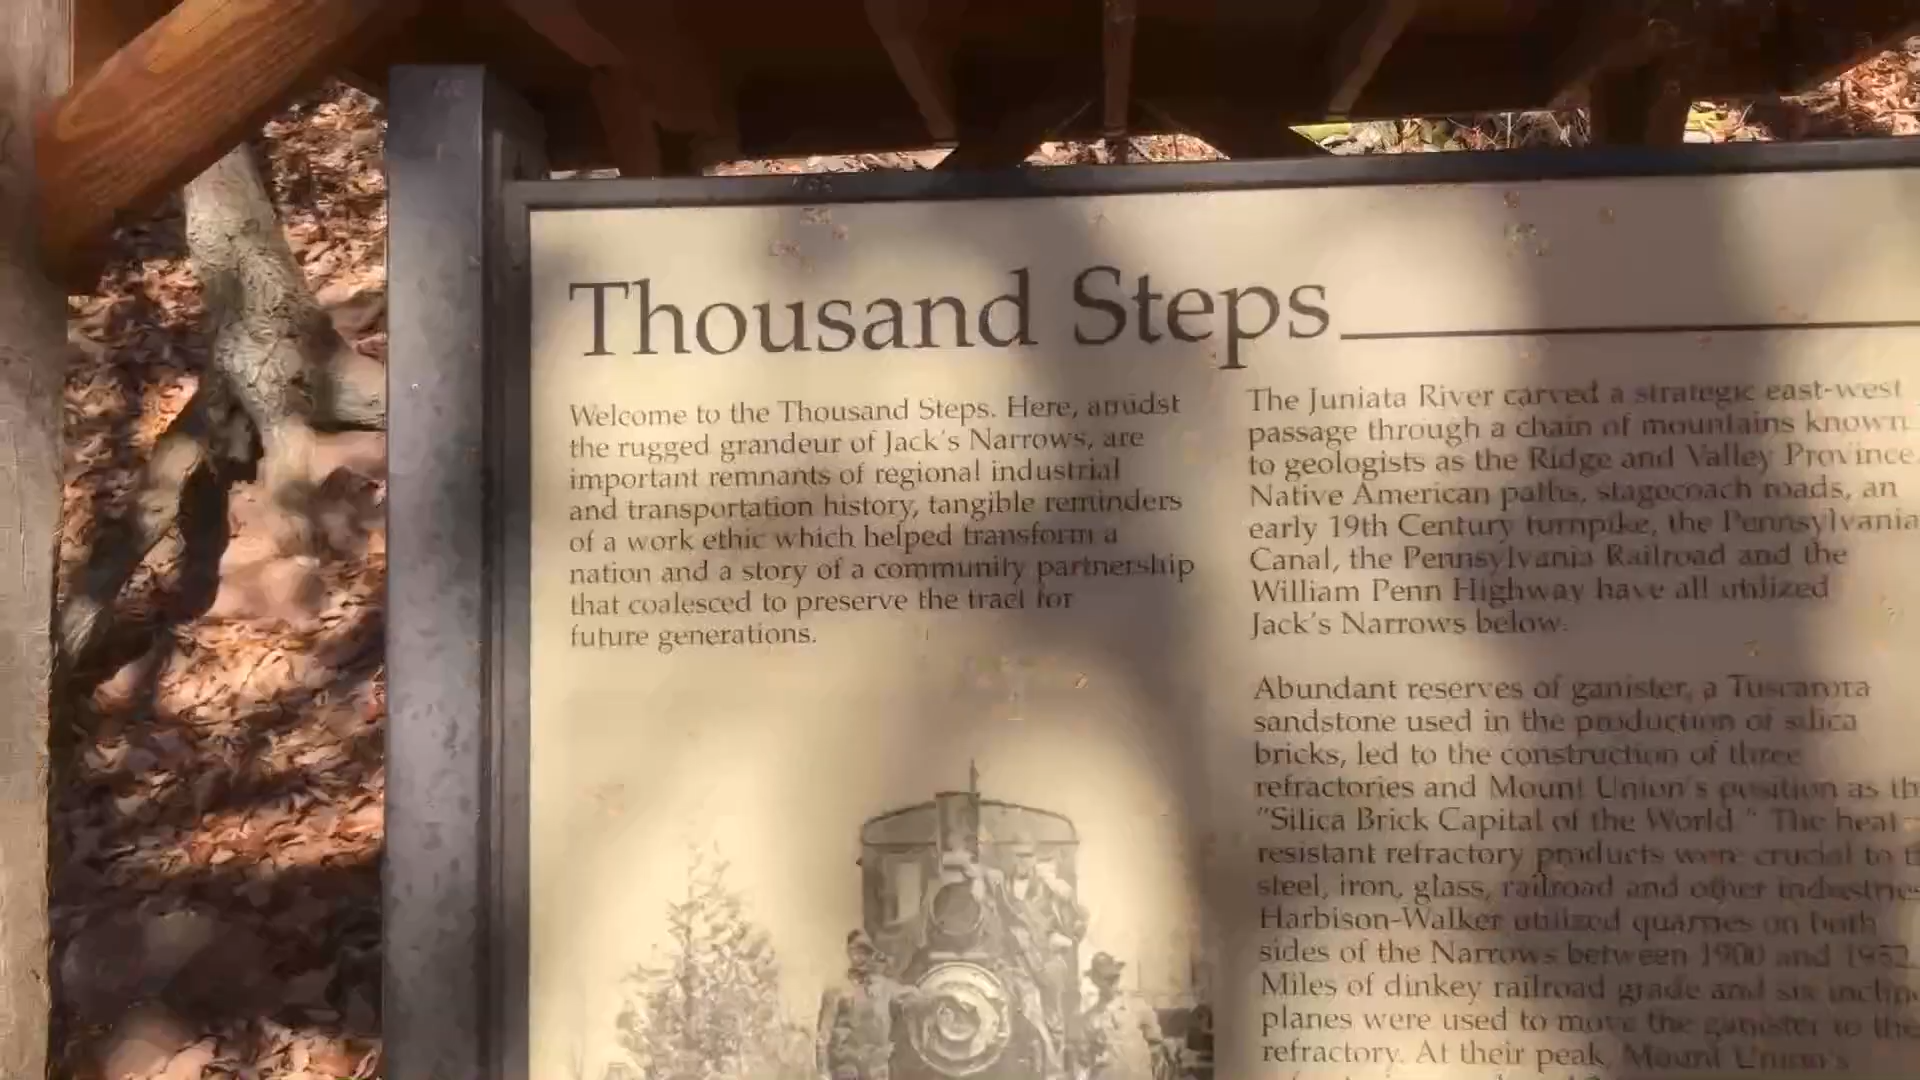 Thousand Steps
Welcome to the Thousand Steps. Here, amidst
the rugged grandeur of Jack's Narrows, are
important remnants of regional industrial
and transportation history, tangible reminders
of a work ethic which helped transform a
nation and a story of a community partnership
that coalesced to preserve the tract for
future generations.
The Juniata River carved a strategic east-west
passage through a chain of mountains known
to geologists as the Ridge and Valley Province.
Native American paths, stagecoach roads, an
early 19th Century turnpike, the Pennsylvania
Canal, the Pennsylvania Railroad and the
William Penn Highway have all utilized
Jack's Narrows below.
Abundant reserves of ganister, a Tuscarora
sandstone used in the production of silica
bricks, led to the construction of three
refractories and Mount Union's position as
"Silica Brick Capital of the World." The heat-
resistant refractory products were crucial to
steel, iron, glass, railroad and other industries
Harbison-Walker utilized quarries on both
sides of the Narrows between 1900 and 1952.
Miles of dinkey railroad grade and six
planes were used to move the ganister to the
refractory. At their peak, Mount Union's